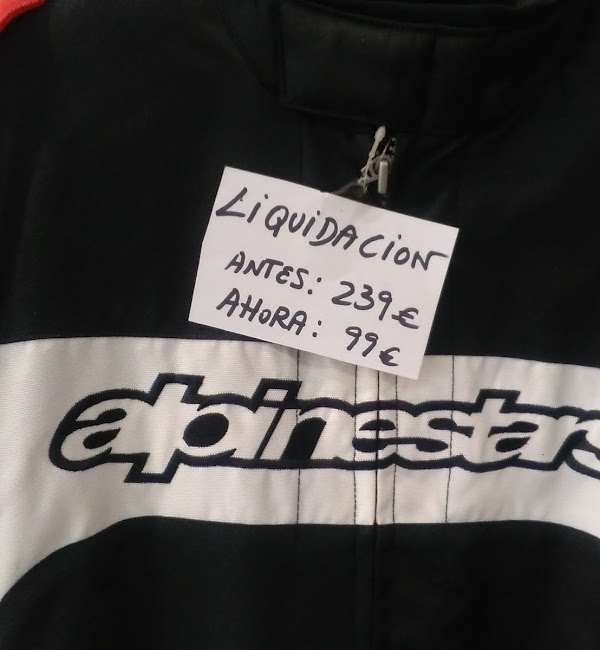 LIQUIDACION
ANTES: 239€
AHORA: 99€
alpinestars